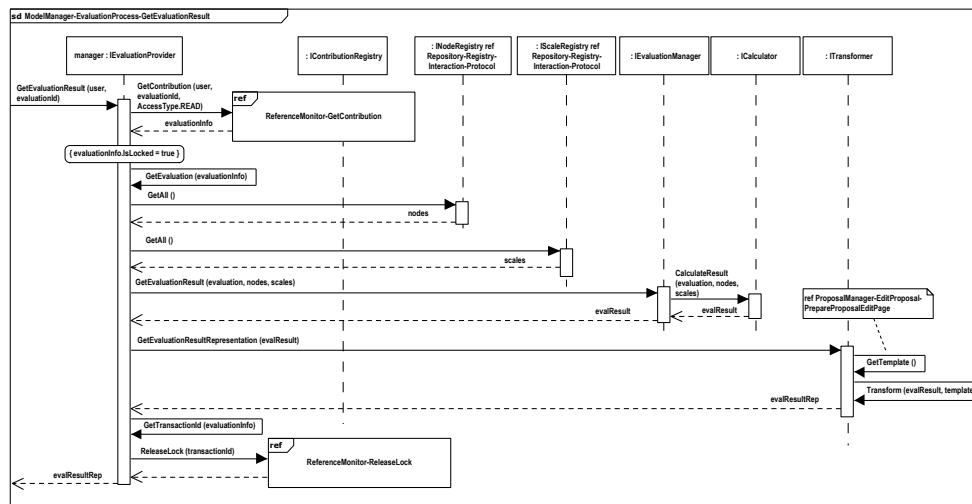 sd ModelManager-EvaluationProcess-GetEvaluationResult
manager : IEvaluationProvider
: IContributionRegistry
: INodeRegistry ref
Repository-Registry-
Interaction-Protocol
: IScaleRegistry ref
Repository-Registry-
Interaction-Protocol
: IEvaluationManager
: ICalculator
: ITransformer
GetEvaluationResult (user,
evaluationId)
GetContribution (user,
evaluationId,
AccessType.READ)
ref
ReferenceMonitor-GetContribution
evaluationInfo
{ evaluationInfo.IsLocked = true }
GetEvaluation (evaluationInfo)
GetAll ()
nodes
GetAll ()
scales
GetEvaluationResult (evaluation, nodes, scales)
CalculateResult
(evaluation, nodes,
scales)
evalResult
evalResult
ref ProposalManager-EditProposal-
PrepareProposalEditPage
GetEvaluationResultRepresentation (evalResult)
GetTemplate ()
Transform (evalResult, template
evalResultRep
GetTransactionId (evaluationInfo)
ReleaseLock (transactionId)
ref
ReferenceMonitor-ReleaseLock
evalResultRep